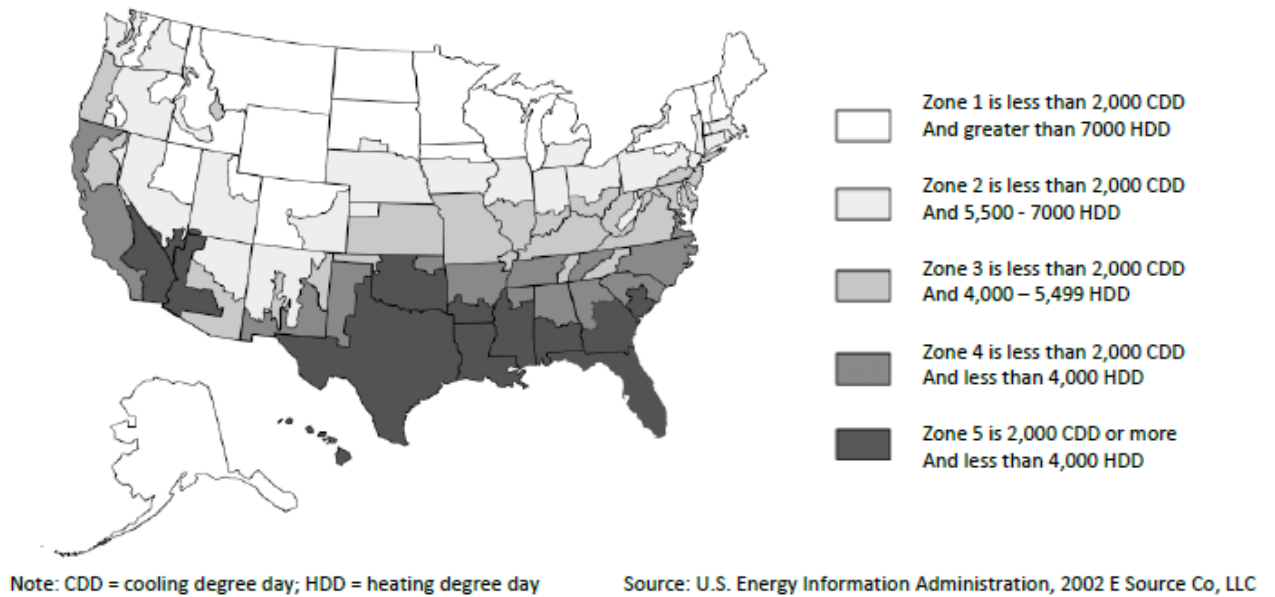 Zone 1 is less than 2,000 CDD
And greater than 7000 HDD
Zone 2 is less than 2,000 CDD
And 5,500 - 7000 HDD
Zone 3 is less than 2,000 CDD
And 4,000 – 5,499 HDD
Zone 4 is less than 2,000 CDD
And less than 4,000 HDD
Zone 5 is 2,000 CDD or more
And less than 4,000 HDD
Note: CDD = cooling degree day; HDD = heating degree day
Source: U.S. Energy Information Administration, 2002 E Source Co, LLC